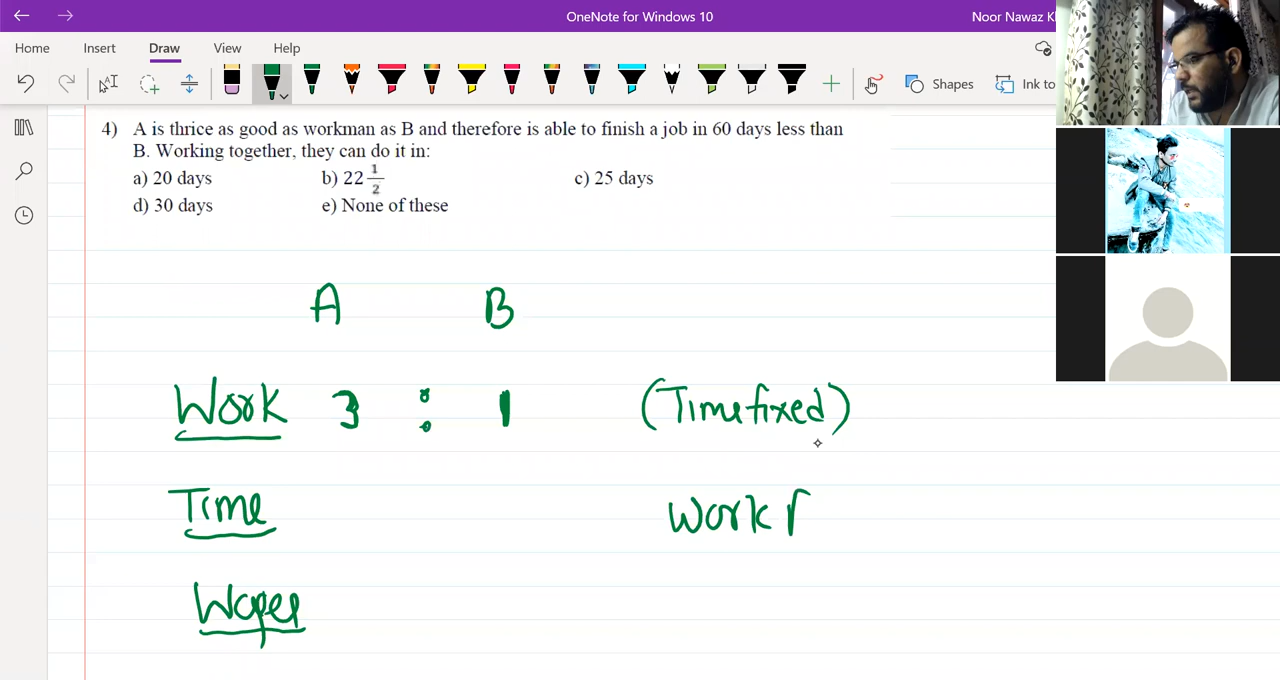 OneNote for Windows 10
Noor Nawaz Kh
Home Insert Draw View Help
Shapes Ink to
4) A is thrice as good as workman as B and therefore is able to finish a job in 60 days less than
B. Working together, they can do it in:
a) 20 days b) 22 1/2 c) 25 days
d) 30 days e) None of these
A B
Work 3 : 1 (Time fixed)
Time Work
Wages